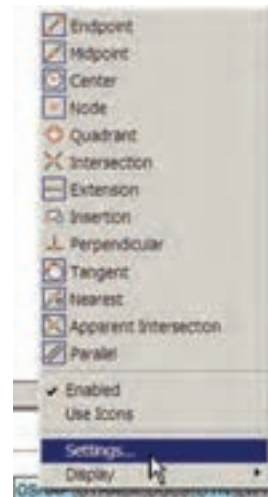 Endpoint
Midpoint
Center
Node
Quadrant
Intersection
Extension
Insertion
Perpendicular
Tangent
Nearest
Apparent Intersection
Parallel
Enabled
Use Icons
Settings...
Display